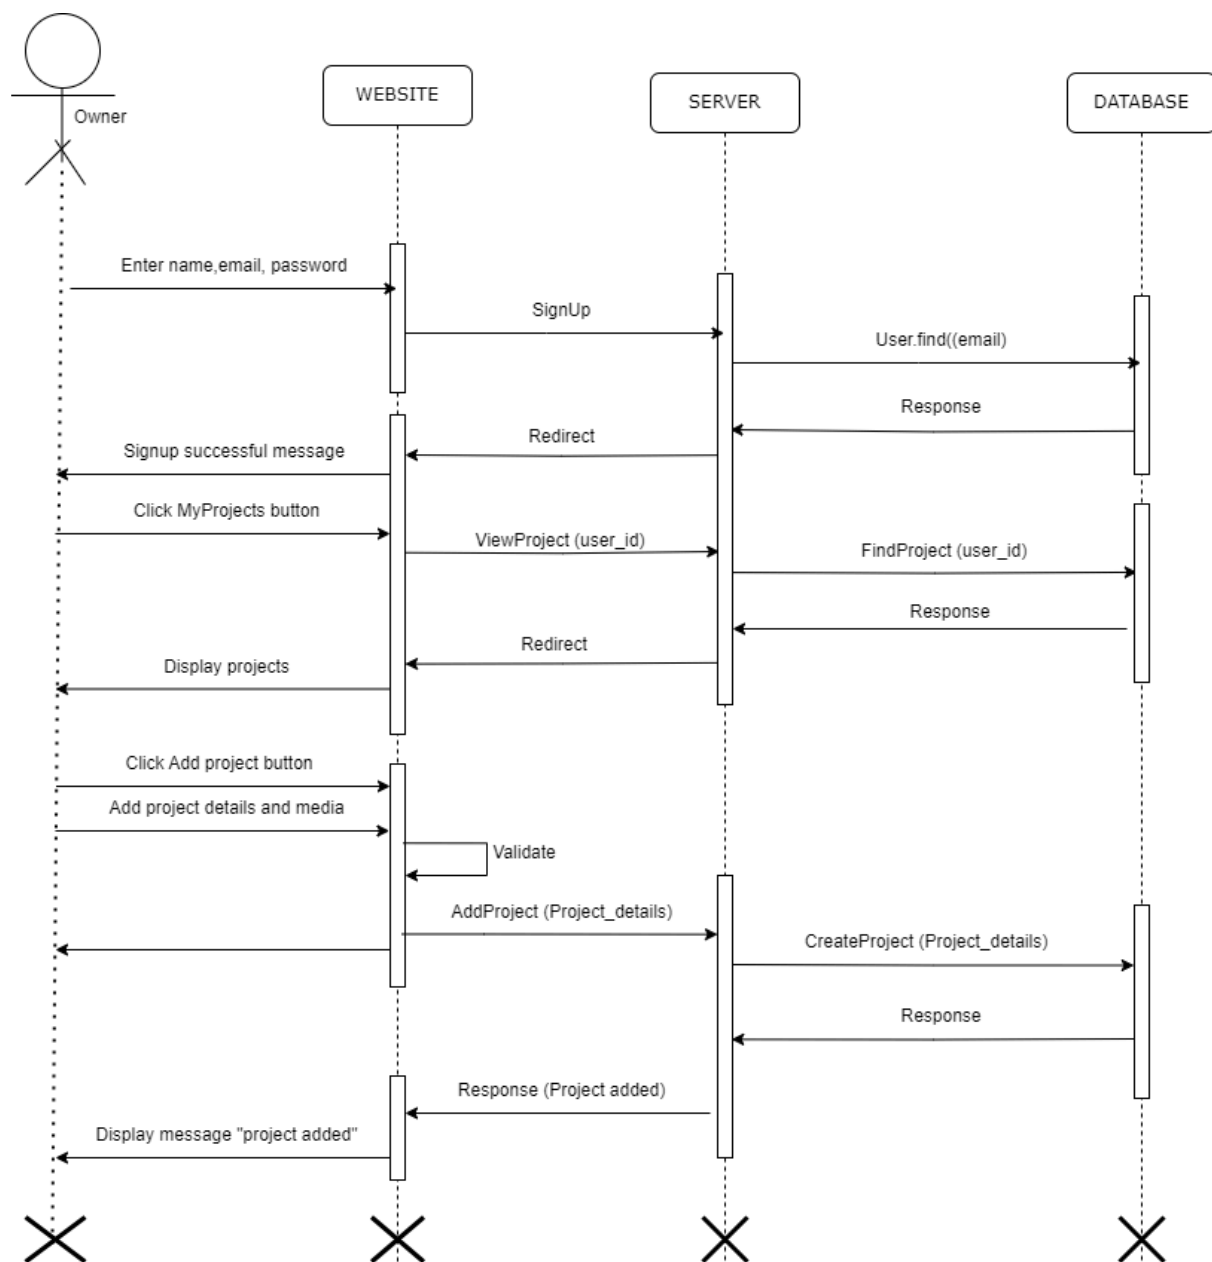 Owner
WEBSITE
SERVER
DATABASE
Enter name,email, password
SignUp
User.find((email)
Response
Redirect
Signup successful message
Click MyProjects button
ViewProject (user_id)
FindProject (user_id)
Response
Redirect
Display projects
Click Add project button
Add project details and media
Validate
AddProject (Project_details)
CreateProject (Project_details)
Response
Response (Project added)
Display message "project added"